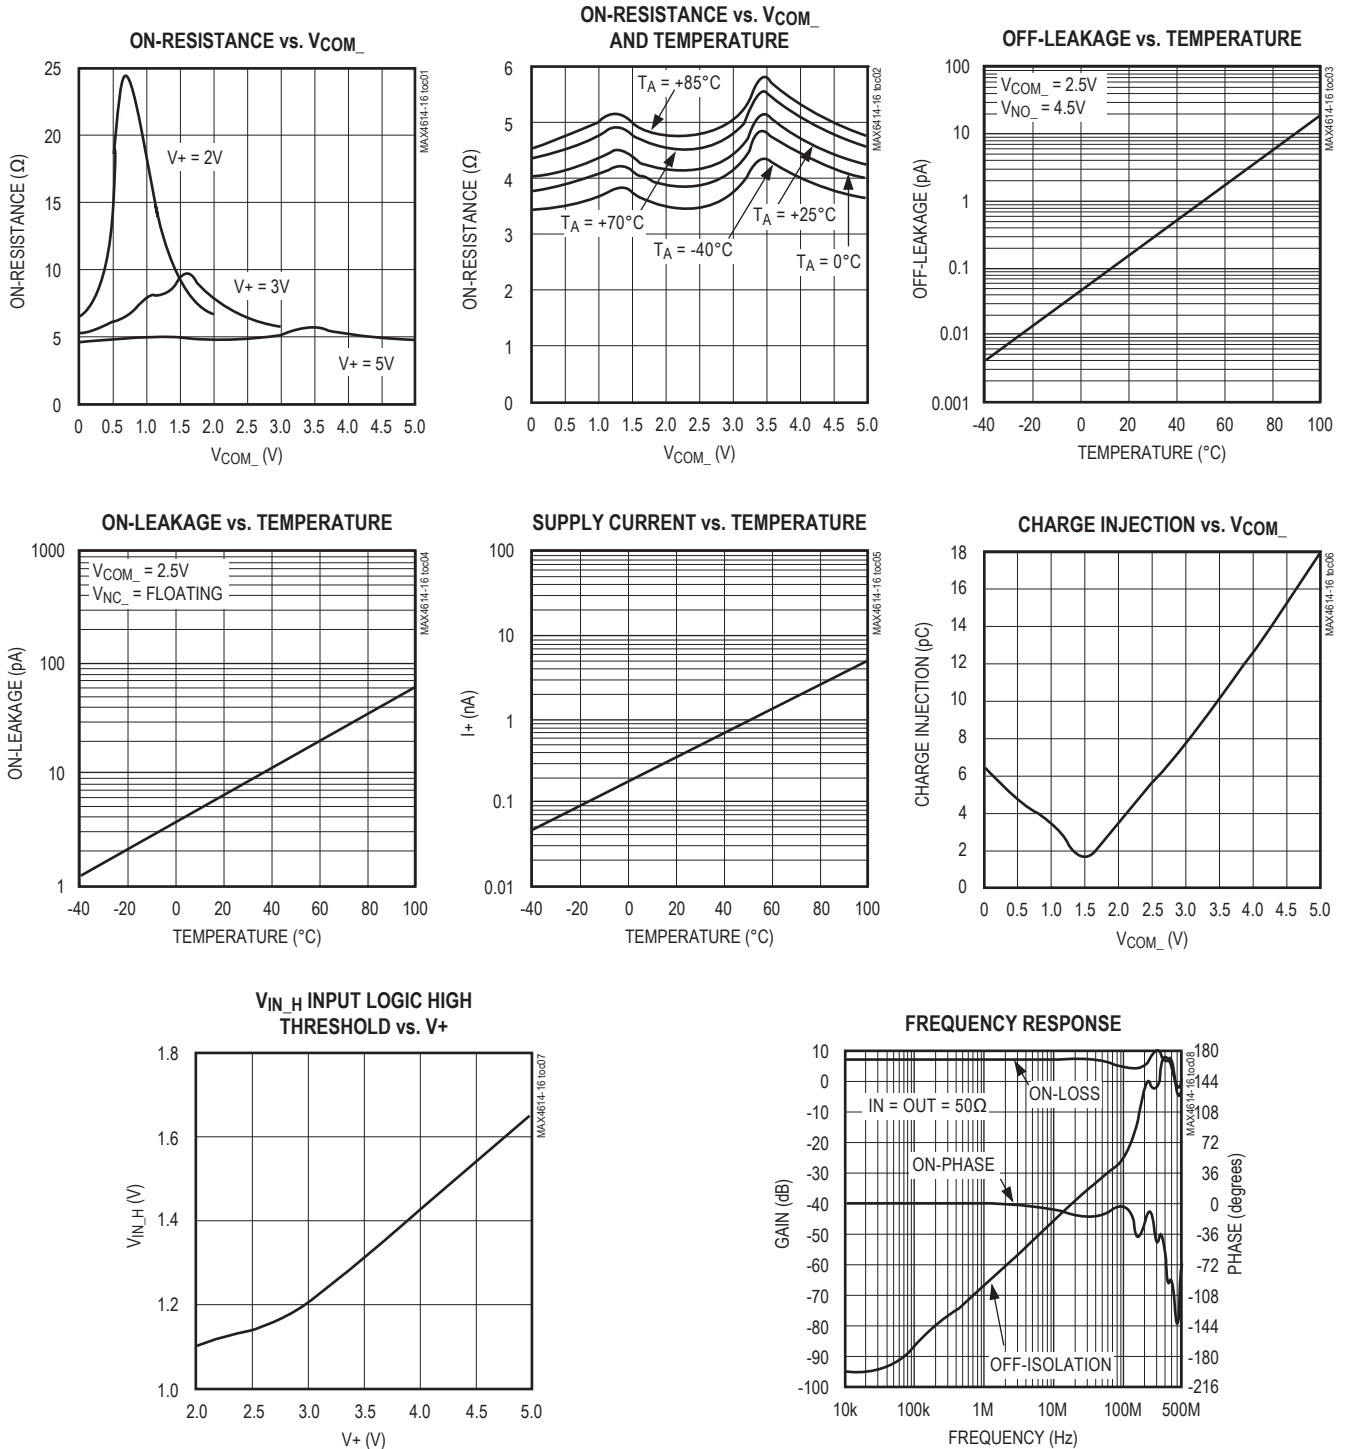 ON-RESISTANCE vs. VCOM_
25
20
15
10
5
0
ON-RESISTANCE (Ω)
V+ = 2V
V+ = 3V
V+ = 5V
0 0.5 1.0 1.5 2.0 2.5 3.0 3.5 4.0 4.5 5.0
VCOM_ (V)
MAX4614-16 toc01
ON-RESISTANCE vs. VCOM_
AND TEMPERATURE
6
5
4
3
2
1
0
ON-RESISTANCE (Ω)
TA = +85°C
TA = +70°C
TA = +25°C
TA = -40°C
TA = 0°C
0 0.5 1.0 1.5 2.0 2.5 3.0 3.5 4.0 4.5 5.0
VCOM_ (V)
MAX6414-16 toc02
OFF-LEAKAGE vs. TEMPERATURE
100
10
1
0.1
0.01
0.001
OFF-LEAKAGE (pA)
VCOM_ = 2.5V
VNO_ = 4.5V
-40 -20 0 20 40 60 80 100
TEMPERATURE (°C)
MAX4614-16 toc03
ON-LEAKAGE vs. TEMPERATURE
1000
100
10
1
ON-LEAKAGE (pA)
VCOM_ = 2.5V
VNC_ = FLOATING
-40 -20 0 20 40 60 80 100
TEMPERATURE (°C)
MAX4614-16 toc04
SUPPLY CURRENT vs. TEMPERATURE
100
10
1
0.1
0.01
I+ (nA)
-40 -20 0 20 40 60 80 100
TEMPERATURE (°C)
MAX4614-16 toc05
CHARGE INJECTION vs. VCOM_
18
16
14
12
10
8
6
4
2
0
CHARGE INJECTION (pC)
0 0.5 1.0 1.5 2.0 2.5 3.0 3.5 4.0 4.5 5.0
VCOM_ (V)
MAX4614-16 toc06
VIN_H INPUT LOGIC HIGH
THRESHOLD vs. V+
1.8
1.6
1.4
1.2
1.0
VIN_H (V)
2.0 2.5 3.0 3.5 4.0 4.5 5.0
V+ (V)
MAX4614-16 toc07
FREQUENCY RESPONSE
10
0
-10
-20
-30
-40
-50
-60
-70
-80
-90
-100
GAIN (dB)
IN = OUT = 50Ω
ON-LOSS
ON-PHASE
OFF-ISOLATION
180
144
108
72
36
0
-36
-72
-108
-144
-180
-216
PHASE (degrees)
10k 100k 1M 10M 100M 500M
FREQUENCY (Hz)
MAX4614-16 toc08